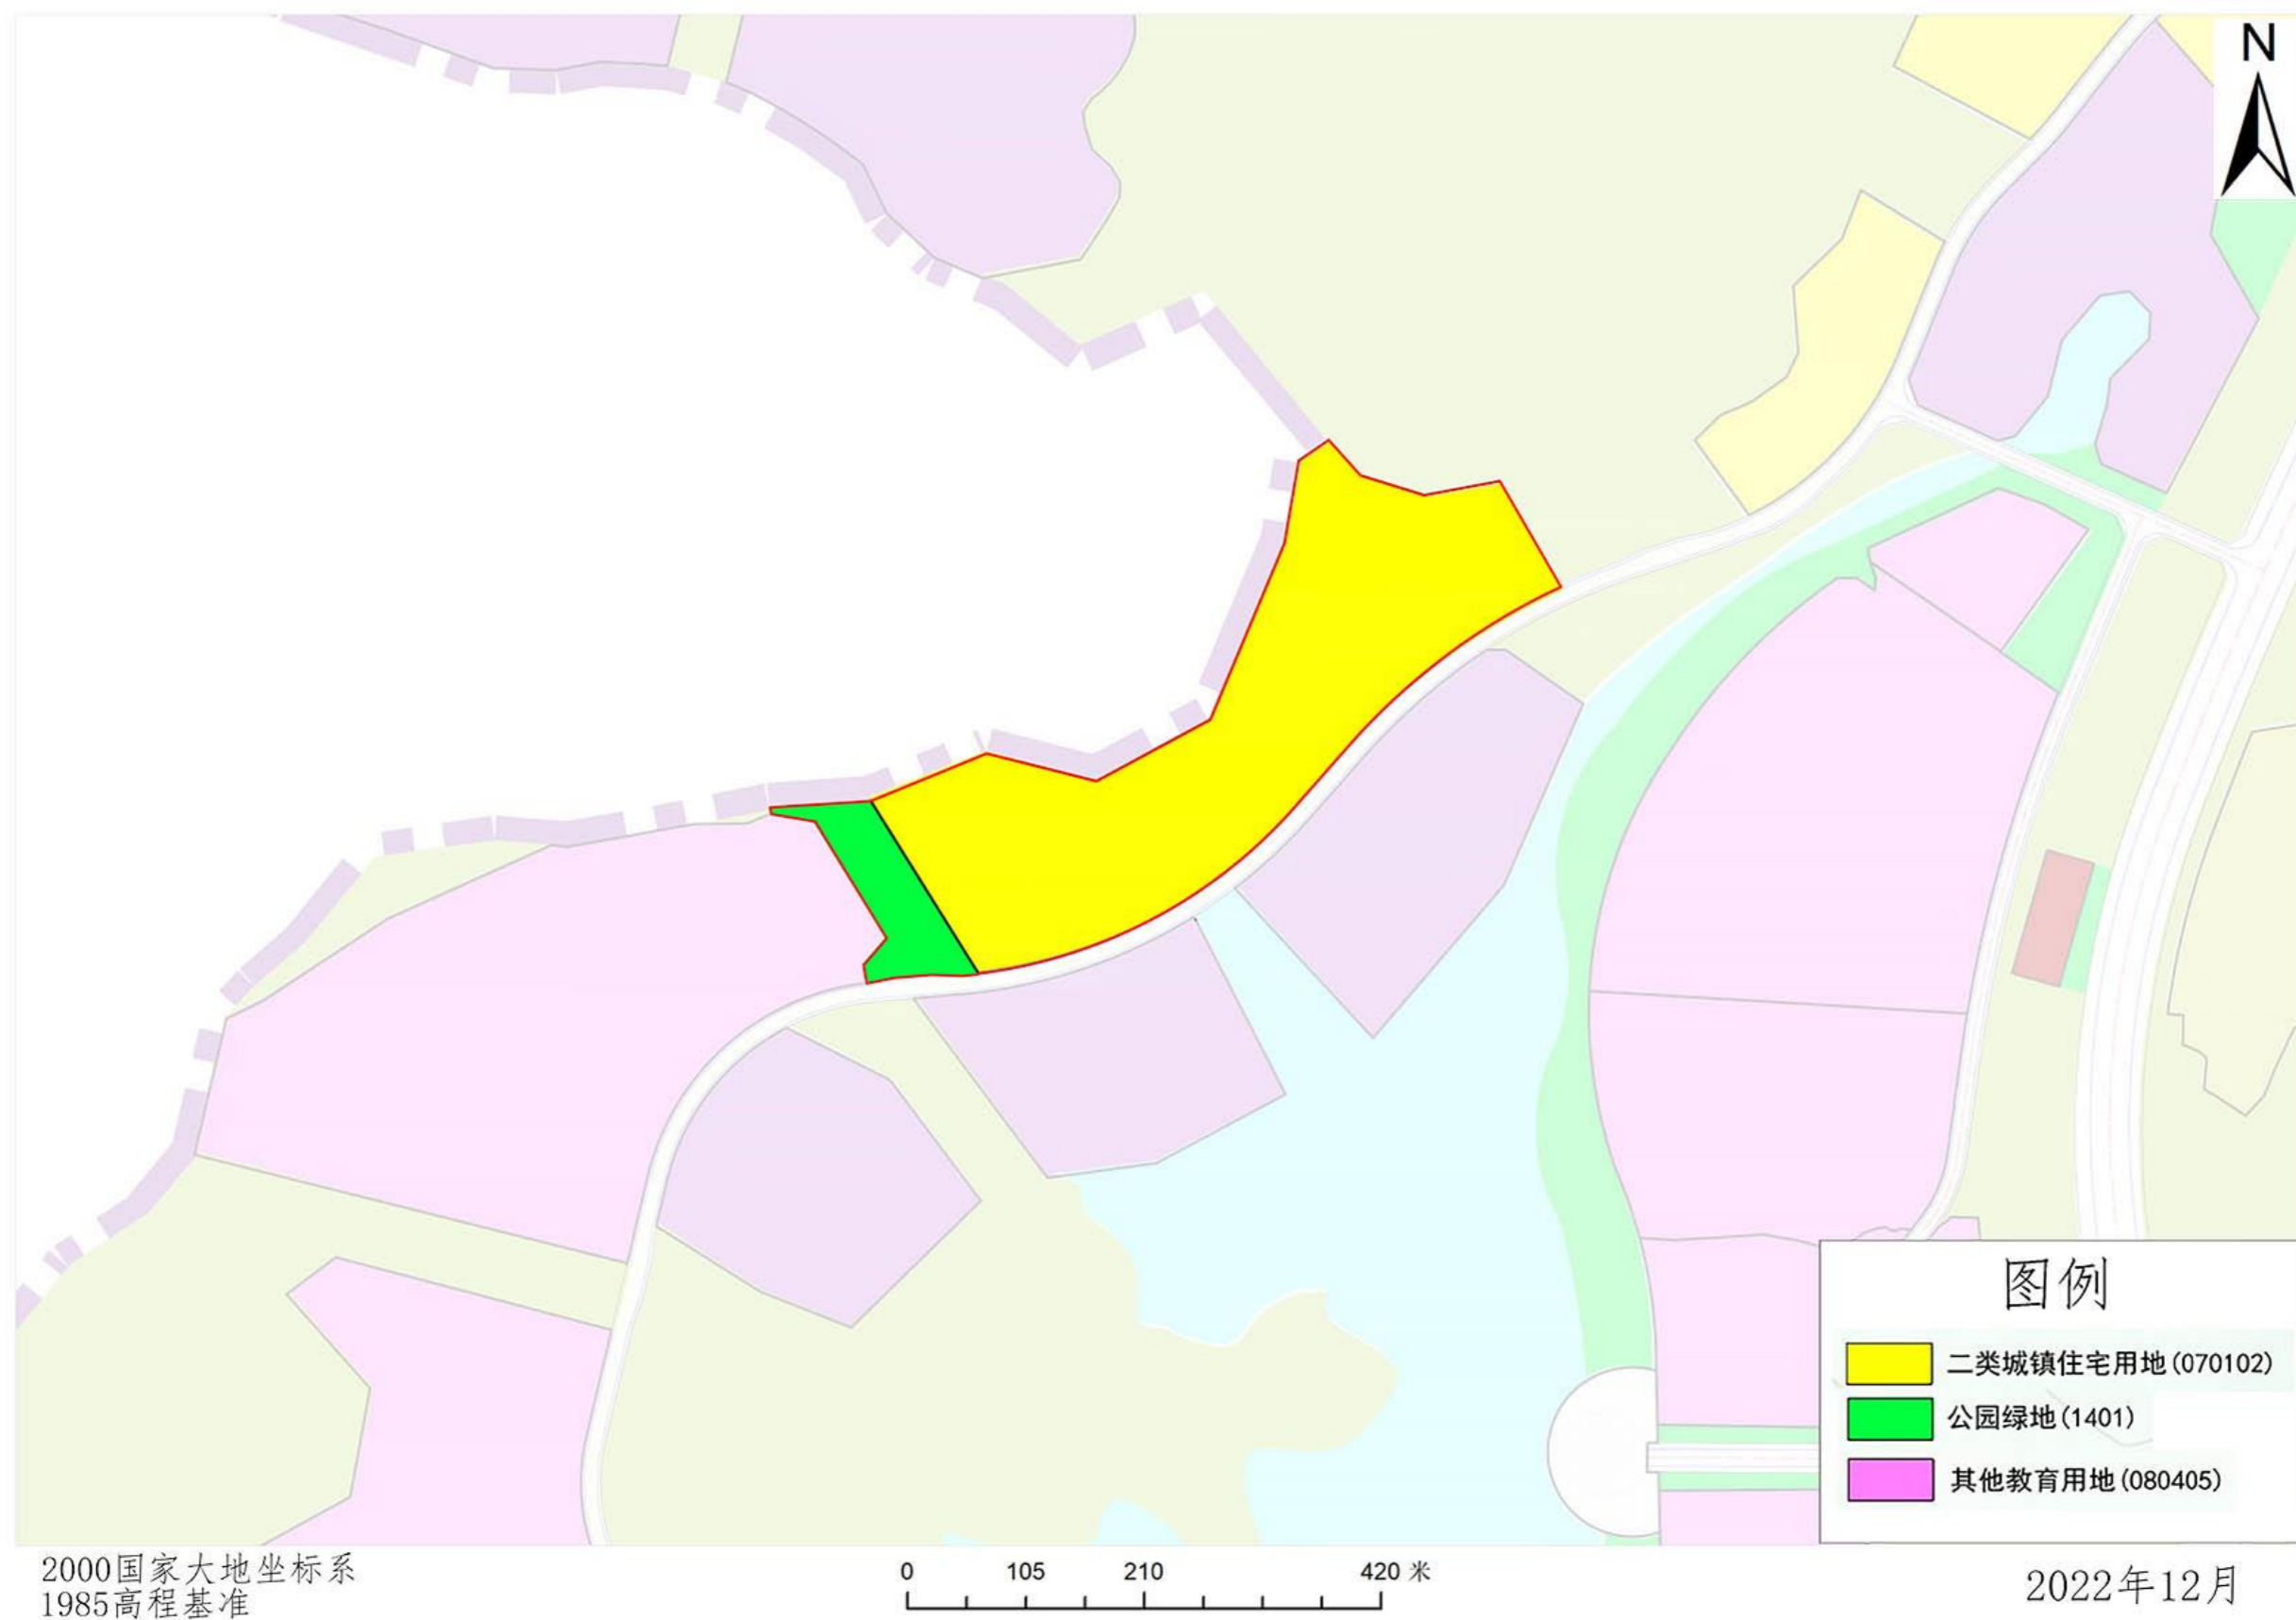 N
图例
二类城镇住宅用地(070102)
公园绿地(1401)
其他教育用地(080405)
2000国家大地坐标系
1985高程基准
0 105 210 420 米
2022年12月